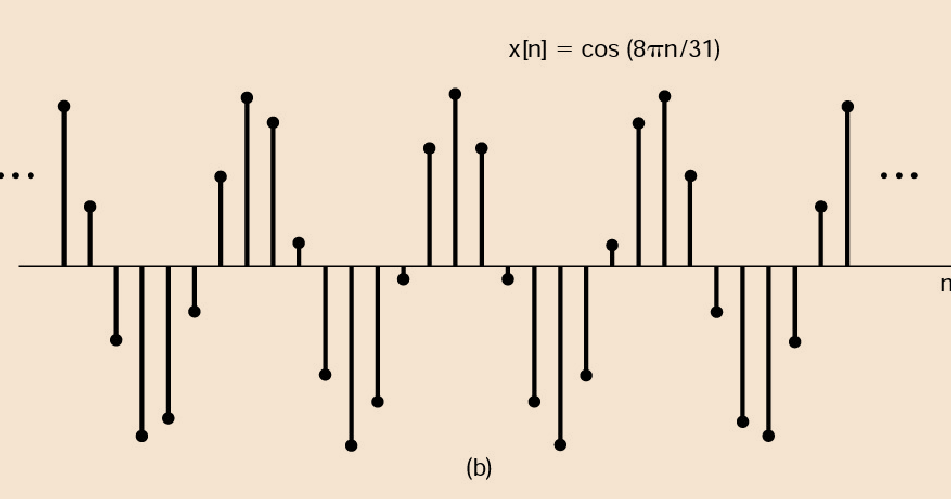 x[n] = cos (8πn/31)
n
(b)